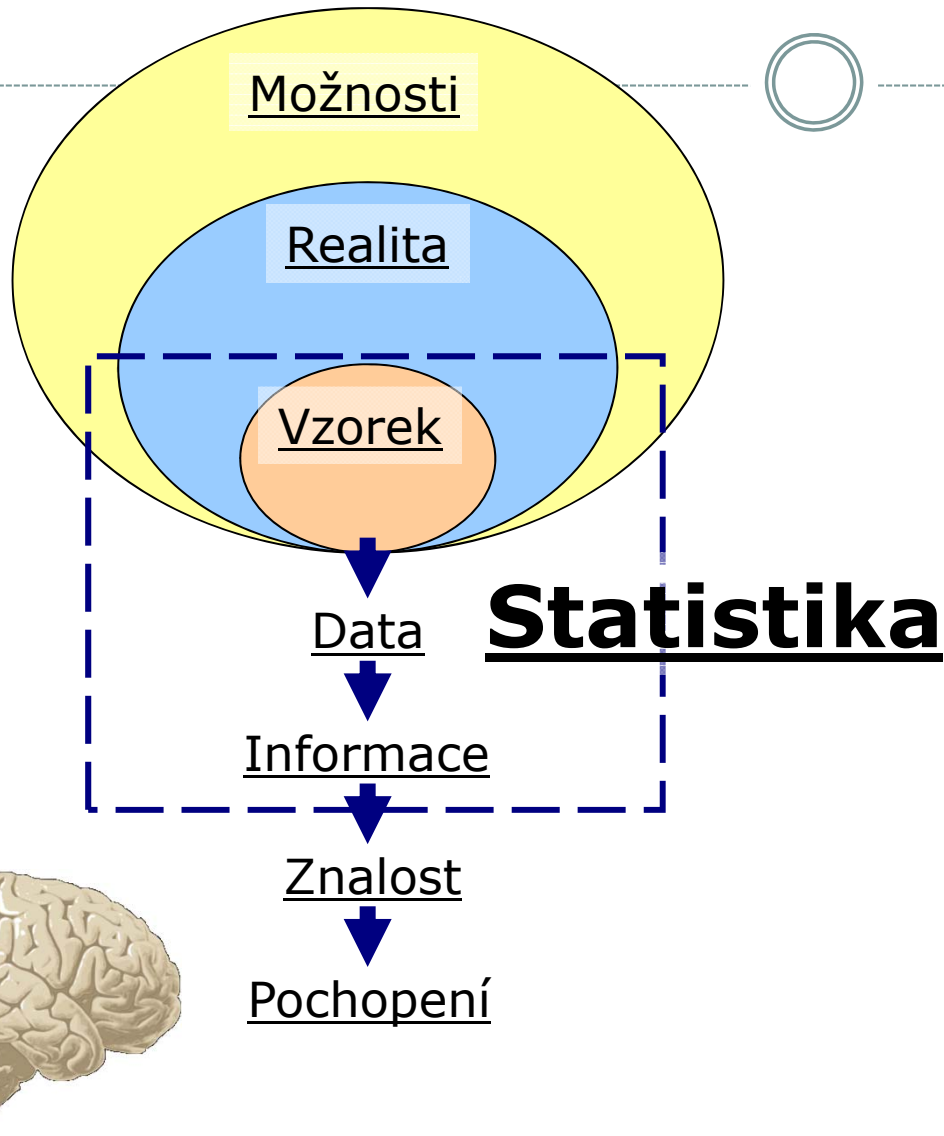 Možnosti
Realita
Vzorek
Data
Statistika
Informace
Znalost
Pochopení